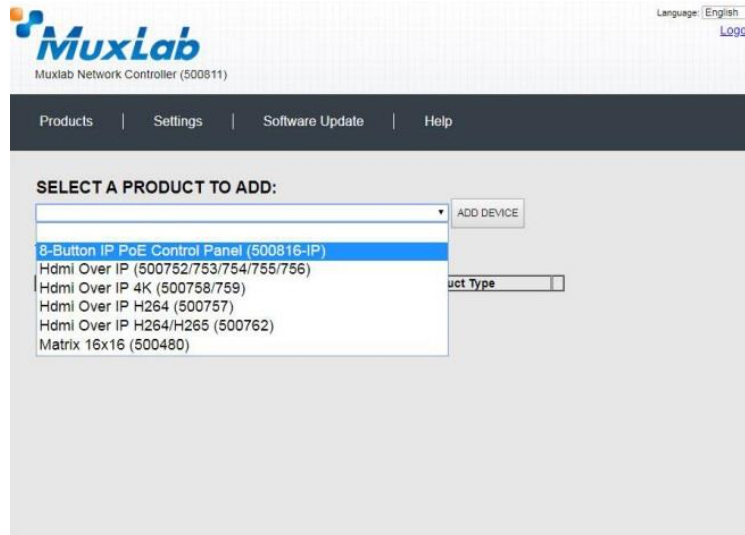 Language: English
MuxLab
Muxlab Network Controller (500811)
Products | Settings | Software Update | Help
SELECT A PRODUCT TO ADD:
ADD DEVICE
8-Button IP PoE Control Panel (500816-IP)
Hdmi Over IP (500752/753/754/755/756)
Hdmi Over IP 4K (500758/759)
Type
Hdmi Over IP H264 (500757)
Hdmi Over IP H264/H265 (500762)
Matrix 16x16 (500480)